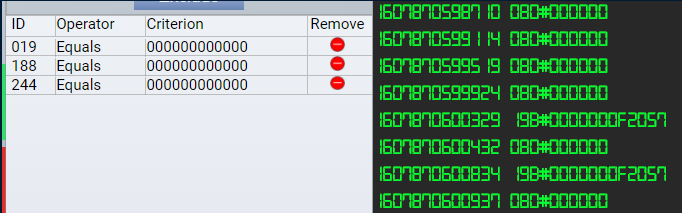 ID Operator Criterion Remove
019 Equals 000000000000
188 Equals 000000000000
244 Equals 000000000000
1607870598710 080#000000
1607870599114 080#000000
1607870599519 080#000000
1607870599924 080#000000
1607870600329 198#0000000F2057
1607870600432 080#000000
1607870600834 198#0000000F2057
1607870600937 080#000000